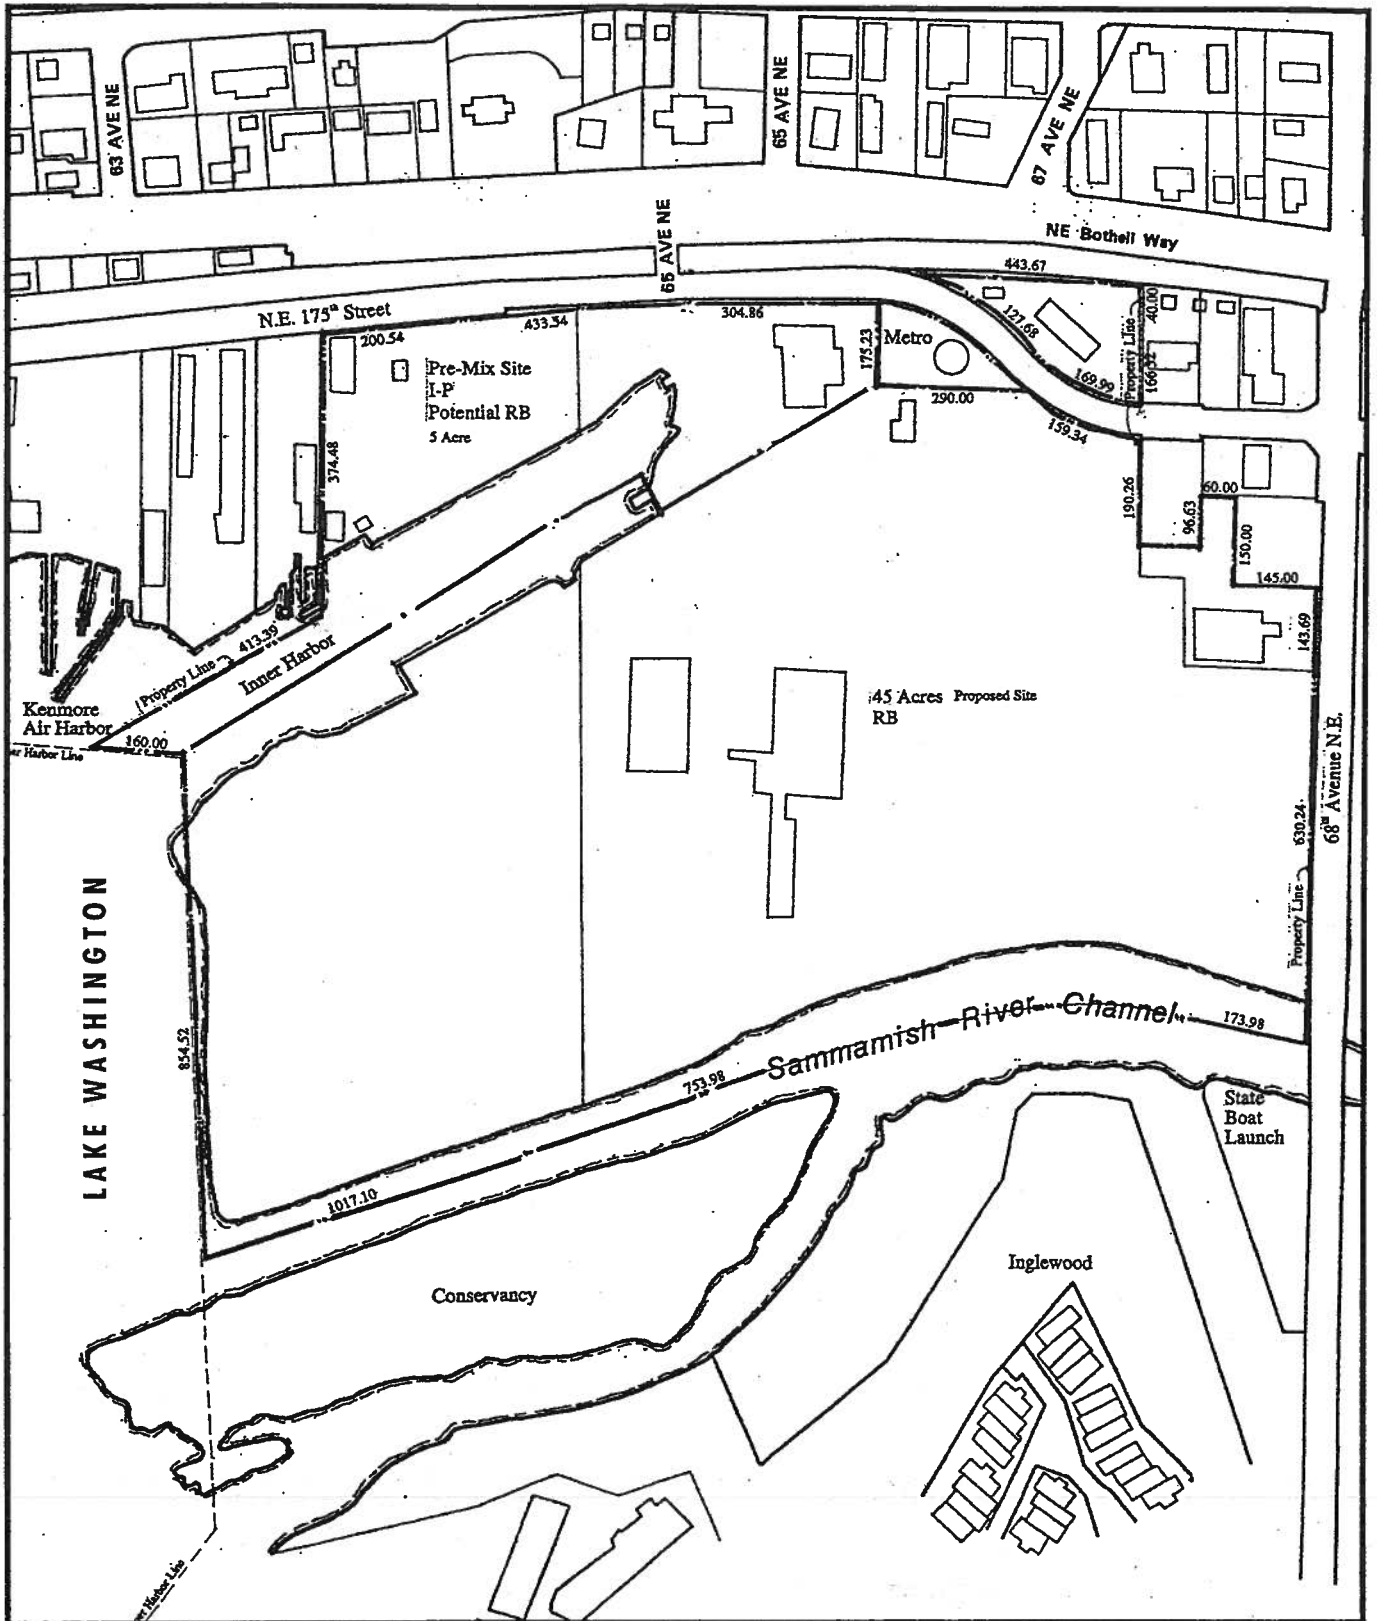 63 AVE NE
65 AVE NE
67 AVE NE
65 AVE NE
NE Bothell Way
443.67
N.E. 175th Street
200.54
433.54
304.86
127.68
40.00
Property Line
166.32
169.99
Metro
175.23
290.00
159.34
Pre-Mix Site
I-P
Potential RB
5 Acre
374.48
190.26
60.00
96.63
150.00
145.00
143.69
Property Line
413.39
Inner Harbor
Kenmore
Air Harbor
160.00
Harbor Line
45 Acres Proposed Site
RB
68th Avenue N.E.
630.24
Property Line
LAKE WASHINGTON
854.52
Sammamish River Channel
173.98
753.98
1017.10
State
Boat
Launch
Conservancy
Inglewood
Harbor Line